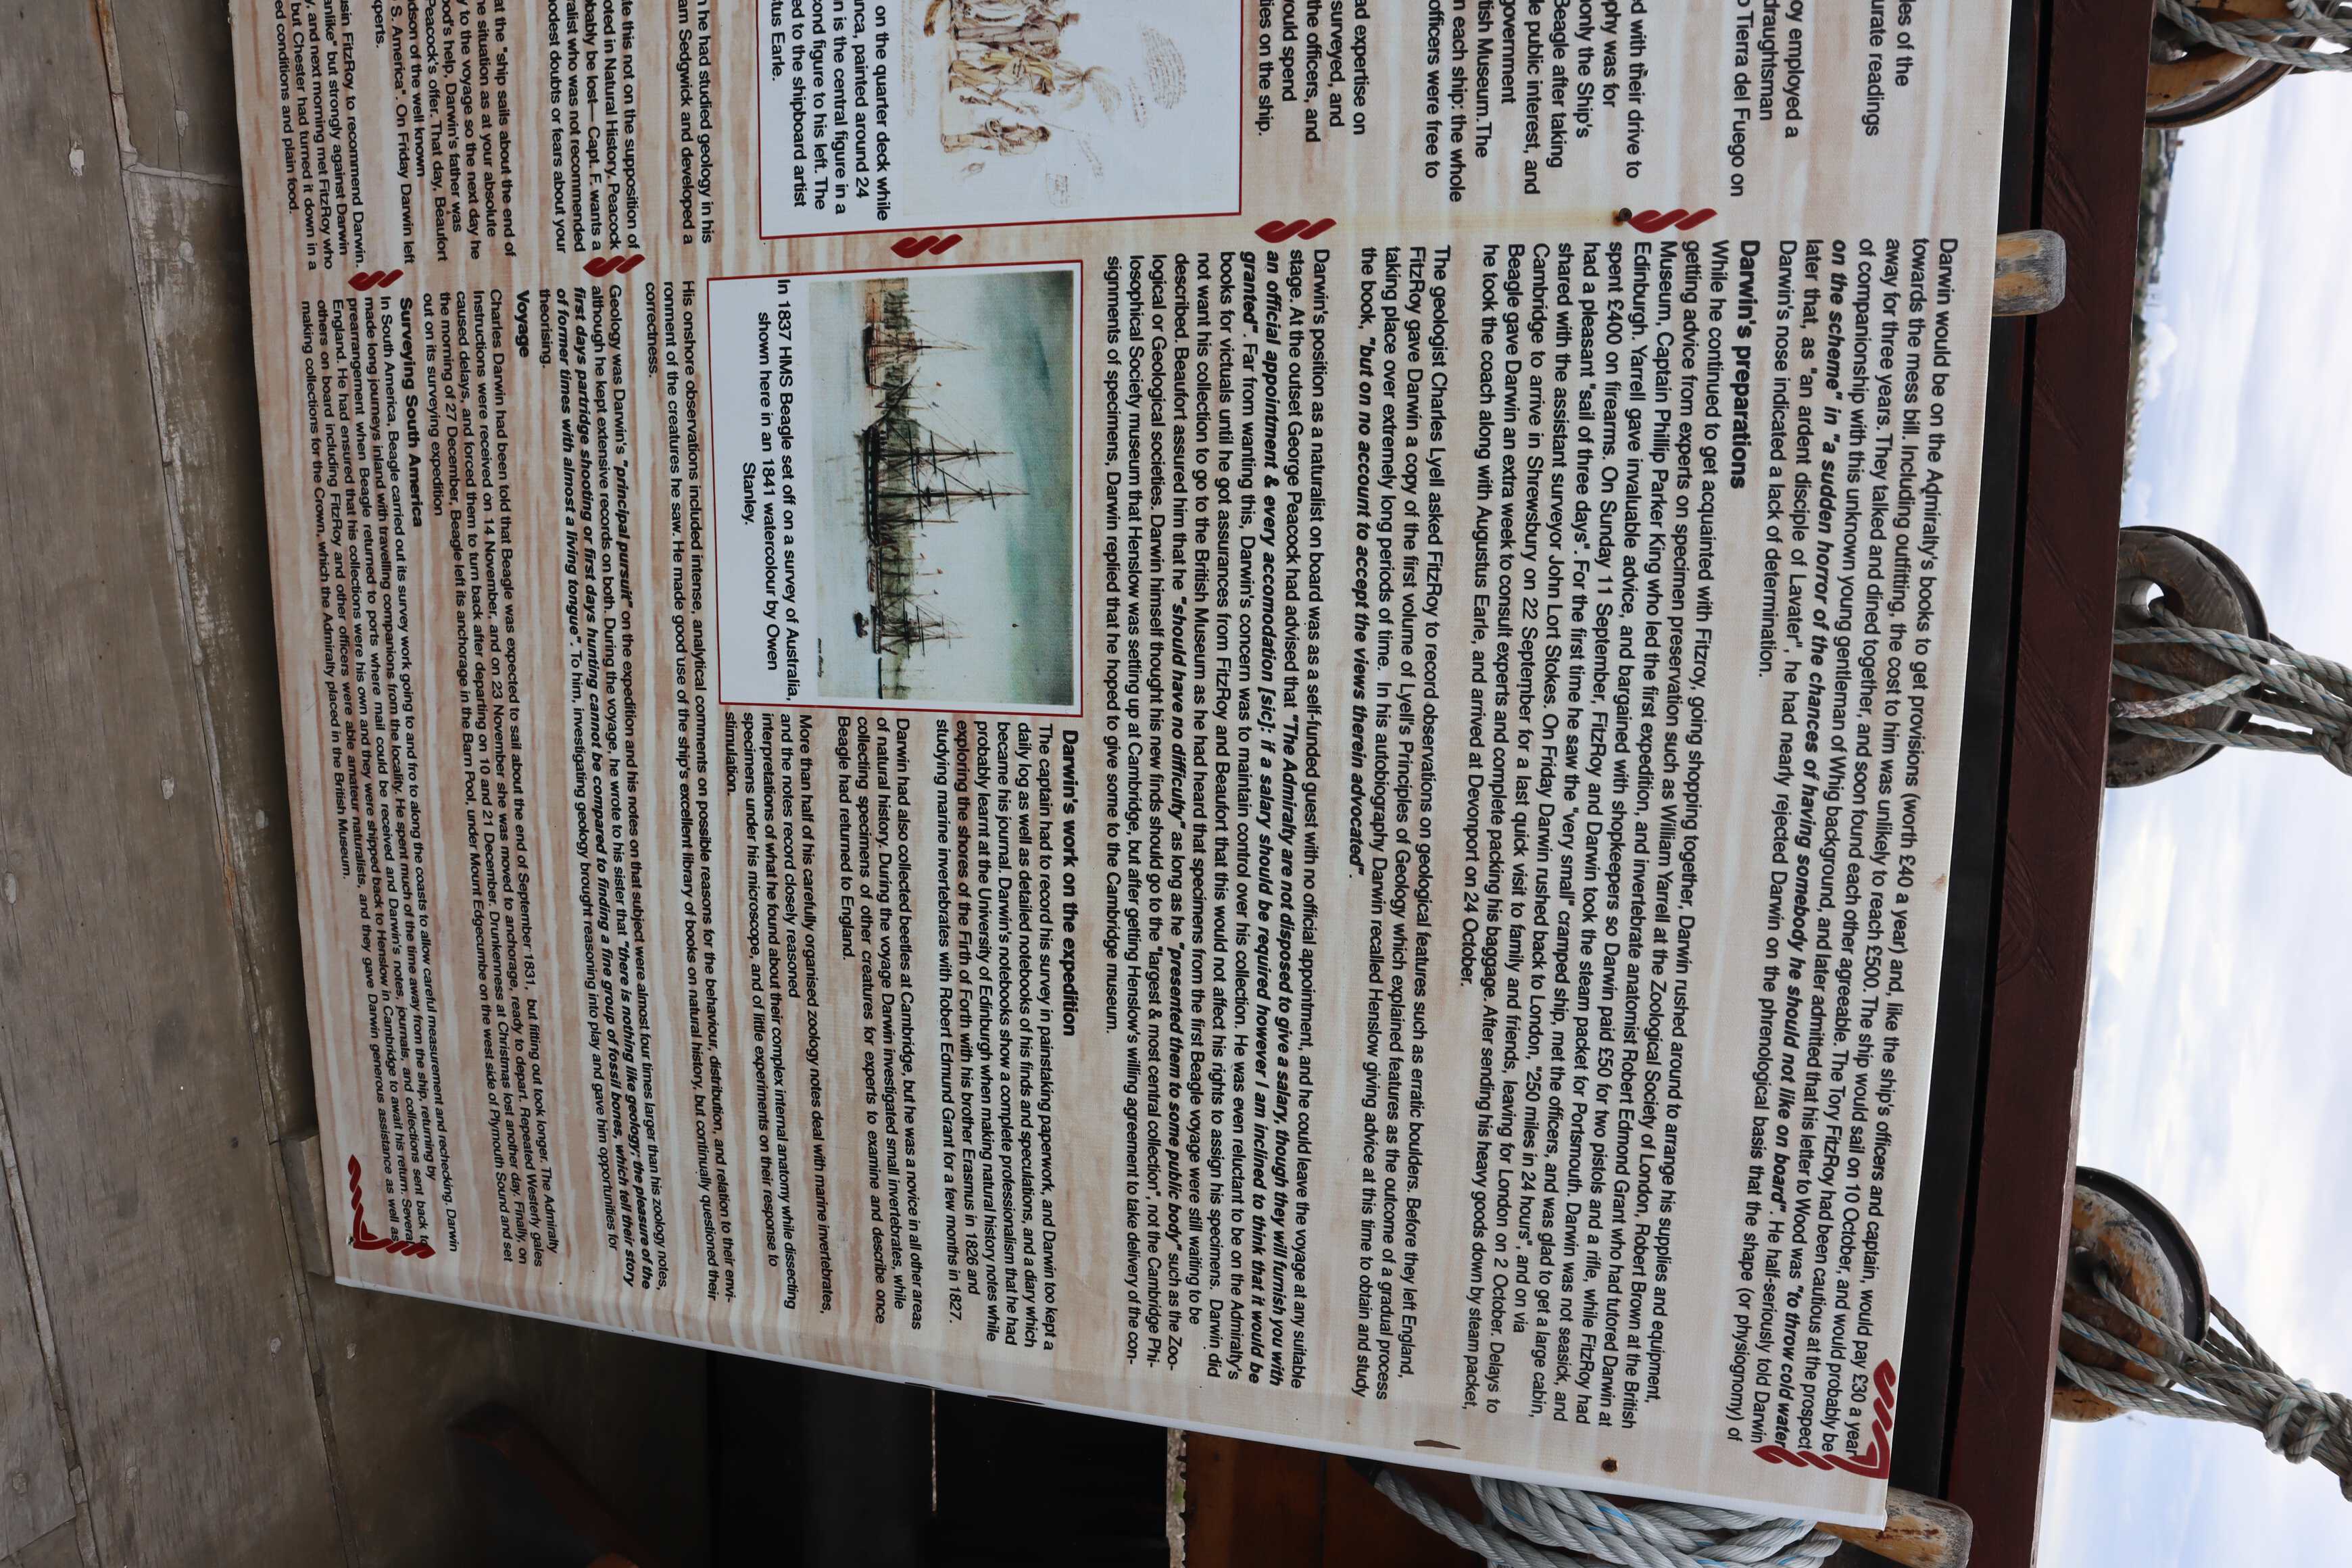 les of the
urate readings
oy employed a
draughtsman
o Tierra del Fuego on
ed with their drive to
phy was for
nonly the Ship's
Beagle after taking
le public interest, and
government
tish Museum.The
n each ship: the whole
officers were free to
ad expertise on
surveyed, and
the officers, and
would spend
ties on the ship.
on the quarter deck while
anca, painted around 24
n is the central figure in a
cond figure to his left. The
ed to the shipboard artist
stus Earle.
h he had studied geology in his
am Sedgwick and developed a
te this not on the supposition of
oted in Natural History. Peacock
obably be lost— Capt. F. wants a
ralist who was not recommended
nodest doubts or fears about your
at the "ship sails about the end of
he situation as at your absolute
y to the voyage so the next day he
ood's help, Darwin's father was
Peacock's offer. That day, Beaufort
ndson of the well known
S. America". On Friday Darwin left
xperts.
usin FitzRoy to recommend Darwin.
anlike" but strongly against Darwin
y, and next morning met FitzRoy who
but Chester had turned it down in a
ed conditions and plain food.
Darwin would be on the Admiralty's books to get provisions (worth £40 a year) and, like the ship's officers and captain, would pay £30 a year
towards the mess bill. Including outfitting, the cost to him was unlikely to reach £500. The ship would sail on 10 October, and would probably be
away for three years. They talked and dined together, and soon found each other agreeable. The Tory FitzRoy had been cautious at the prospect
of companionship with this unknown young gentleman of Whig background, and later admitted that his letter to Wood was "to throw cold water
on the scheme" in "a sudden horror of the chances of having somebody he should not like on board". He half-seriously told Darwin
later that, as "an ardent disciple of Lavater", he had nearly rejected Darwin on the phrenological basis that the shape (or physiognomy) of
Darwin's nose indicated a lack of determination.
Darwin's preparations
While he continued to get acquainted with Fitzroy, going shopping together, Darwin rushed around to arrange his supplies and equipment,
getting advice from experts on specimen preservation such as William Yarrell at the Zoological Society of London, Robert Brown at the British
Museum, Captain Phillip Parker King who led the first expedition, and invertebrate anatomist Robert Edmond Grant who had tutored Darwin at
Edinburgh. Yarrell gave invaluable advice, and bargained with shopkeepers so Darwin paid £50 for two pistols and a rifle, while FitzRoy had
spent £400 on firearms. On Sunday 11 September, FitzRoy and Darwin took the steam packet for Portsmouth. Darwin was not seasick, and
had a pleasant "sail of three days". For the first time he saw the "very small" cramped ship, met the officers, and was glad to get a large cabin,
shared with the assistant surveyor John Lort Stokes. On Friday Darwin rushed back to London, "250 miles in 24 hours", and on via
Cambridge to arrive in Shrewsbury on 22 September for a last quick visit to family and friends, leaving for London on 2 October. Delays to
Beagle gave Darwin an extra week to consult experts and complete packing his baggage. After sending his heavy goods down by steam packet,
he took the coach along with Augustus Earle, and arrived at Devonport on 24 October.
The geologist Charles Lyell asked FitzRoy to record observations on geological features such as erratic boulders. Before they left England,
FitzRoy gave Darwin a copy of the first volume of Lyell's Principles of Geology which explained features as the outcome of a gradual process
taking place over extremely long periods of time. In his autobiography Darwin recalled Henslow giving advice at this time to obtain and study
the book, "but on no account to accept the views therein advocated".
Darwin's position as a naturalist on board was as a self-funded guest with no official appointment, and he could leave the voyage at any suitable
stage. At the outset George Peacock had advised that "The Admiralty are not disposed to give a salary, though they will furnish you with
an official appointment & every accomodation [sic]: if a salary should be required however I am inclined to think that it would be
granted". Far from wanting this, Darwin's concern was to maintain control over his collection. He was even reluctant to be on the Admiralty's
books for victuals until he got assurances from FitzRoy and Beaufort that this would not affect his rights to assign his specimens. Darwin did
not want his collection to go to the British Museum as he had heard that specimens from the first Beagle voyage were still waiting to be
described. Beaufort assured him that he "should have no difficulty" as long as he "presented them to some public body" such as the Zoo-
logical or Geological societies. Darwin himself thought his new finds should go to the "largest & most central collection", not the Cambridge Phi-
losophical Society museum that Henslow was setting up at Cambridge, but after getting Henslow's willing agreement to take delivery of the con-
signments of specimens, Darwin replied that he hoped to give some to the Cambridge museum.
In 1837 HMS Beagle set off on a survey of Australia,
shown here in an 1841 watercolour by Owen
Stanley.
Darwin's work on the expedition
The captain had to record his survey in painstaking paperwork, and Darwin too kept a
daily log as well as detailed notebooks of his finds and speculations, and a diary which
became his journal. Darwin's notebooks show a complete professionalism that he had
probably learnt at the University of Edinburgh when making natural history notes while
exploring the shores of the Firth of Forth with his brother Erasmus in 1826 and
studying marine invertebrates with Robert Edmund Grant for a few months in 1827.
Darwin had also collected beetles at Cambridge, but he was a novice in all other areas
of natural history. During the voyage Darwin investigated small invertebrates, while
collecting specimens of other creatures for experts to examine and describe once
Beagle had returned to England.
More than half of his carefully organised zoology notes deal with marine invertebrates,
and the notes record closely reasoned
interpretations of what he found about their complex internal anatomy while dissecting
specimens under his microscope, and of little experiments on their response to
stimulation.
His onshore observations included intense, analytical comments on possible reasons for the behaviour, distribution, and relation to their envi-
ronment of the creatures he saw. He made good use of the ship's excellent library of books on natural history, but continually questioned their
correctness.
Geology was Darwin's "principal pursuit" on the expedition and his notes on that subject were almost four times larger than his zoology notes,
although he kept extensive records on both. During the voyage, he wrote to his sister that "there is nothing like geology; the pleasure of the
first days partridge shooting or first days hunting cannot be compared to finding a fine group of fossil bones, which tell their story
of former times with almost a living tongue". To him, investigating geology brought reasoning into play and gave him opportunities for
theorising.
Voyage
Charles Darwin had been told that Beagle was expected to sail about the end of September 1831, but fitting out took longer. The Admiralty
Instructions were received on 14 November, and on 23 November she was moved to anchorage, ready to depart. Repeated Westerly gales
caused delays, and forced them to turn back after departing on 10 and 21 December. Drunkenness at Christmas lost another day. Finally, on
the morning of 27 December, Beagle left its anchorage in the Barn Pool, under Mount Edgecumbe on the west side of Plymouth Sound and set
out on its surveying expedition
Surveying South America
In South America, Beagle carried out its survey work going to and fro to along the coasts to allow careful measurement and rechecking. Darwin
made long journeys inland with travelling companions from the locality. He spent much of the time away from the ship, returning by
prearrangement when Beagle returned to ports where mail could be received and Darwin's notes, journals, and collections sent back to
England. He had ensured that his collections were his own and they were shipped back to Henslow in Cambridge to await his return. Several
others on board including FitzRoy and other officers were able amateur naturalists, and they gave Darwin generous assistance as well as
making collections for the Crown, which the Admiralty placed in the British Museum.